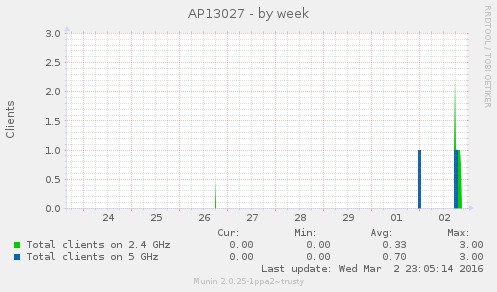 AP13027 - by week
RRDTOOL / TOBI OETIKER
Clients
3.0
2.5
2.0
1.5
1.0
0.5
0.0
24 25 26 27 28 29 01 02
Cur: Min: Avg: Max:
Total clients on 2.4 GHz 0.00 0.00 0.33 3.00
Total clients on 5 GHz 0.00 0.00 0.70 3.00
Last update: Wed Mar 2 23:05:14 2016
Munin 2.0.25-1ppa2~trusty